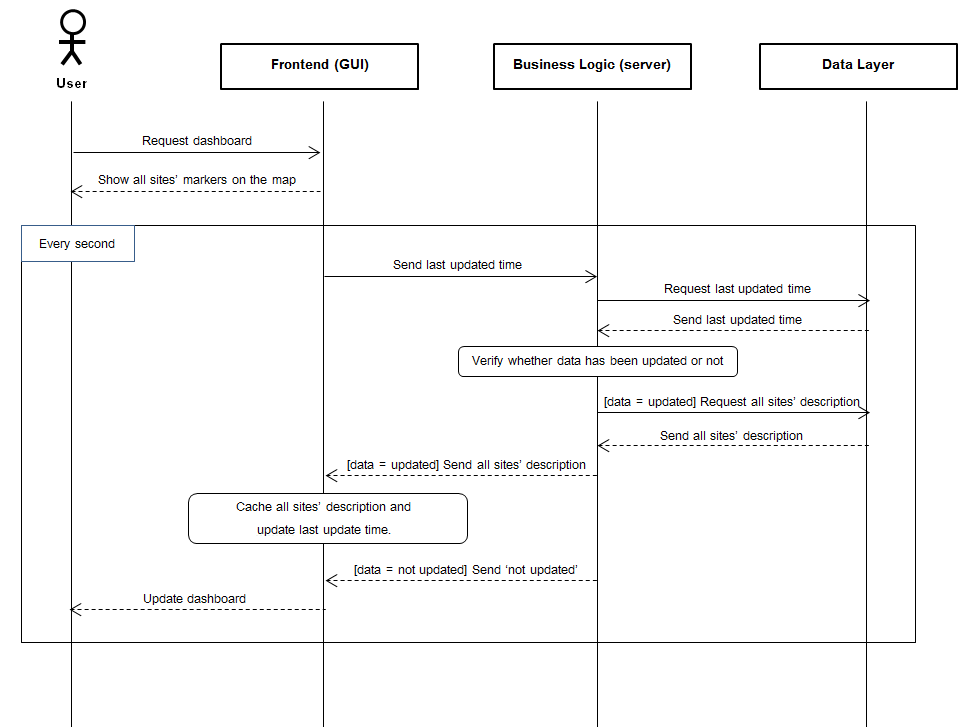 User
Frontend (GUI)
Business Logic (server)
Data Layer
Request dashboard
Show all sites’ markers on the map
Every second
Send last updated time
Request last updated time
Send last updated time
Verify whether data has been updated or not
[data = updated] Request all sites’ description
Send all sites’ description
[data = updated] Send all sites’ description
Cache all sites’ description and
update last update time.
[data = not updated] Send ‘not updated’
Update dashboard